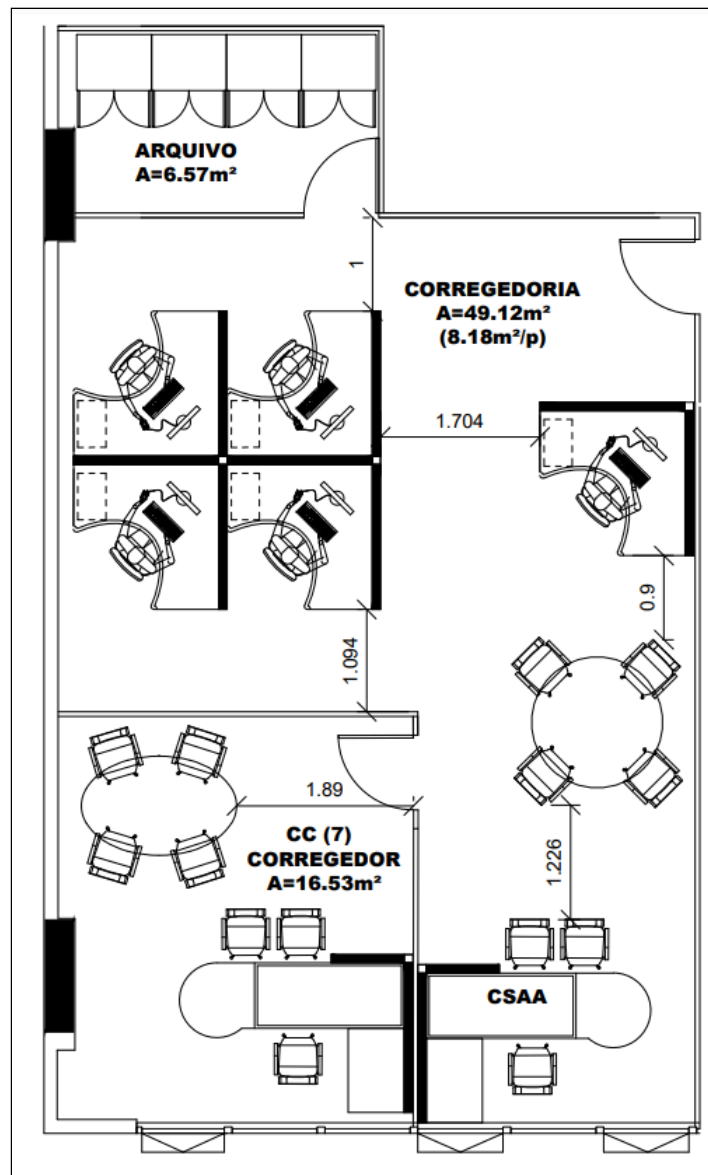 ARQUIVO
A=6.57m²
1
CORREGEDORIA
A=49.12m²
(8.18m²/p)
1.704
0.9
1.094
1.89
CC (7)
CORREGEDOR
A=16.53m²
1.226
CSAA